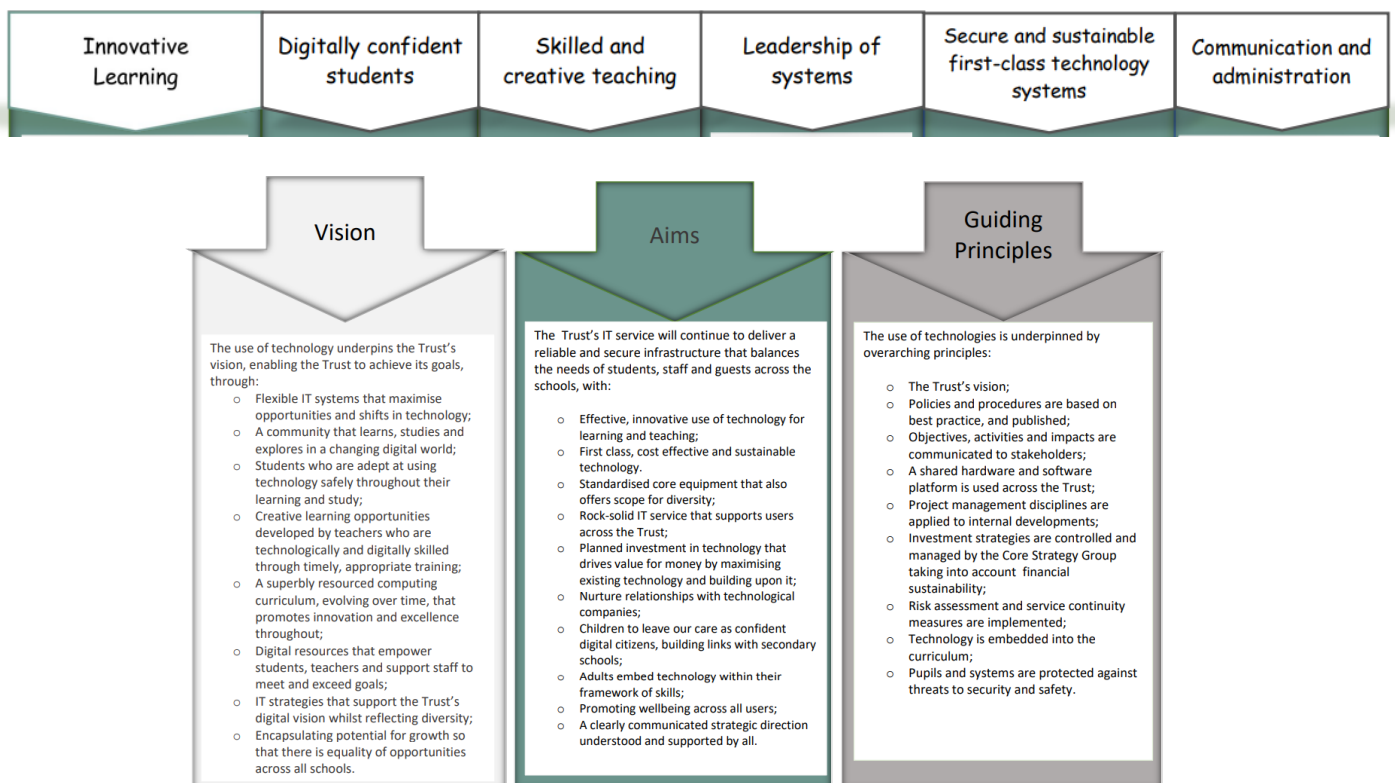 Innovative
Learning
Digitally confident
students
Skilled and
creative teaching
Leadership of
systems
Secure and sustainable
first-class technology
systems
Communication and
administration
Vision
The use of technology underpins the Trust's
vision, enabling the Trust to achieve its goals,
through:
o Flexible IT systems that maximise
opportunities and shifts in technology;
o A community that learns, studies and
explores in a changing digital world;
o Students who are adept at using
technology safely throughout their
learning and study;
o Creative learning opportunities
developed by teachers who are
technologically and digitally skilled
through timely, appropriate training;
o A superbly resourced computing
curriculum, evolving over time, that
promotes innovation and excellence
throughout;
o Digital resources that empower
students, teachers and support staff to
meet and exceed goals;
o IT strategies that support the Trust's
digital vision whilst reflecting diversity;
o Encapsulating potential for growth so
that there is equality of opportunities
across all schools.
Aims
The Trust's IT service will continue to deliver a
reliable and secure infrastructure that balances
the needs of students, staff and guests across the
schools, with:
o Effective, innovative use of technology for
learning and teaching;
o First class, cost effective and sustainable
technology.
o Standardised core equipment that also
offers scope for diversity;
o Rock-solid IT service that supports users
across the Trust;
o Planned investment in technology that
drives value for money by maximising
existing technology and building upon it;
o Nurture relationships with technological
companies;
o Children to leave our care as confident
digital citizens, building links with secondary
schools;
o Adults embed technology within their
framework of skills;
o Promoting wellbeing across all users;
o A clearly communicated strategic direction
understood and supported by all.
Guiding
Principles
The use of technologies is underpinned by
overarching principles:
o The Trust's vision;
o Policies and procedures are based on
best practice, and published;
o Objectives, activities and impacts are
communicated to stakeholders;
o A shared hardware and software
platform is used across the Trust;
o Project management disciplines are
applied to internal developments;
o Investment strategies are controlled and
managed by the Core Strategy Group
taking into account financial
sustainability;
o Risk assessment and service continuity
measures are implemented;
o Technology is embedded into the
curriculum;
o Pupils and systems are protected against
threats to security and safety.